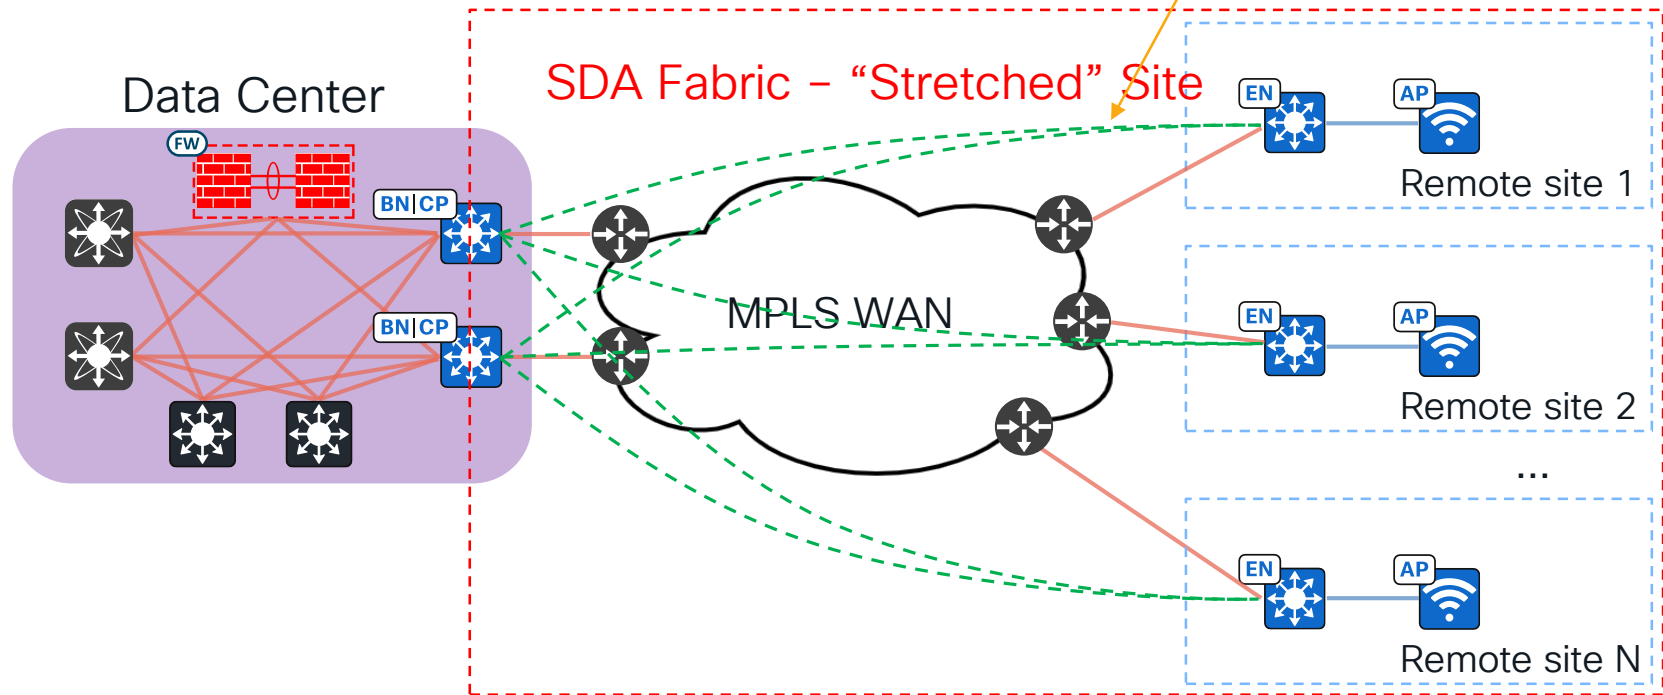 Data Center
FW
BN|CP
BN|CP
SDA Fabric – “Stretched” Site
MPLS WAN
EN
AP
Remote site 1
EN
AP
Remote site 2
...
EN
AP
Remote site N